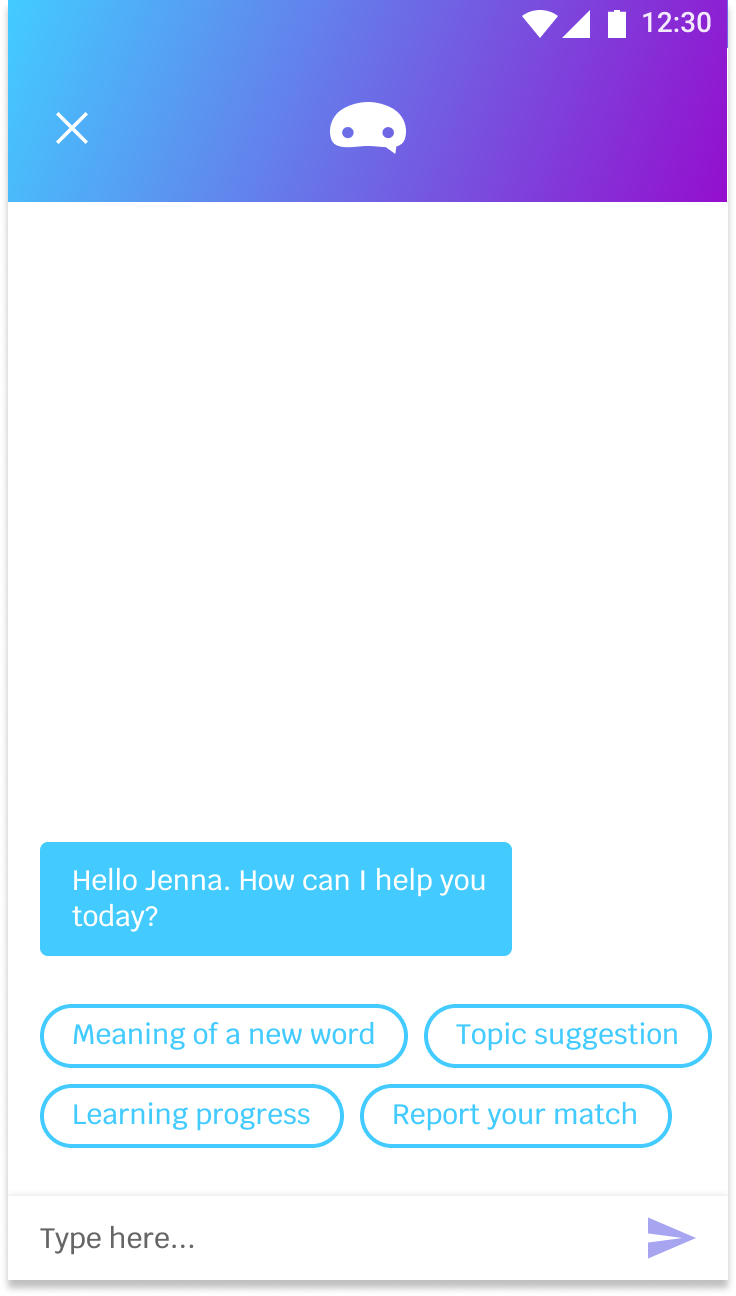 12:30
Hello Jenna. How can I help you
today?
Meaning of a new word
Topic suggestion
Learning progress
Report your match
Type here...